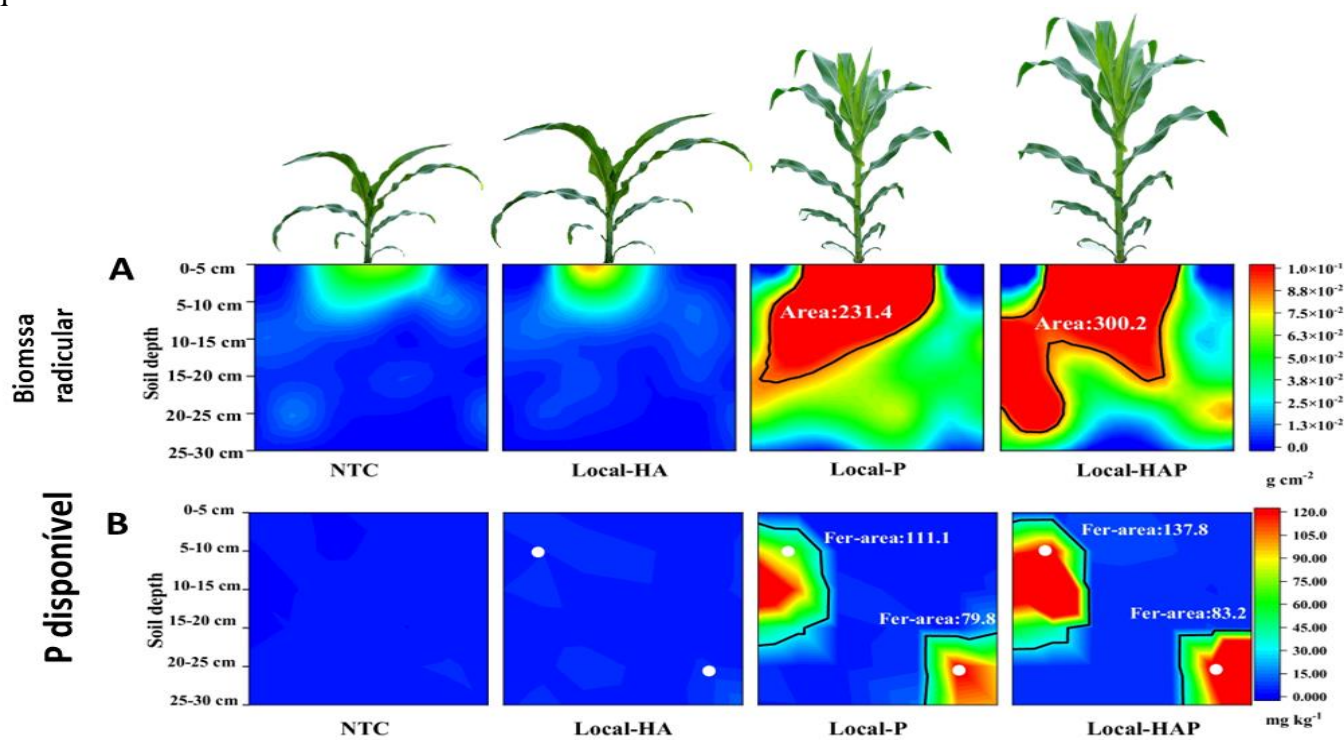 A
Biomssa
radicular
Soil depth
0-5 cm
5-10 cm
10-15 cm
15-20 cm
20-25 cm
25-30 cm
Area:231.4
Area:300.2
1.0×10⁻¹
8.8×10⁻²
7.5×10⁻²
6.3×10⁻²
5.0×10⁻²
3.8×10⁻²
2.5×10⁻²
1.3×10⁻²
0.0
g cm⁻²
NTC
Local-HA
Local-P
Local-HAP
B
P disponível
Soil depth
0-5 cm
5-10 cm
10-15 cm
15-20 cm
20-25 cm
25-30 cm
Fer-area:111.1
Fer-area:79.8
Fer-area:137.8
Fer-area:83.2
120.0
90.00
75.00
60.00
45.00
30.00
15.00
0.000
mg kg⁻¹
NTC
Local-HA
Local-P
Local-HAP